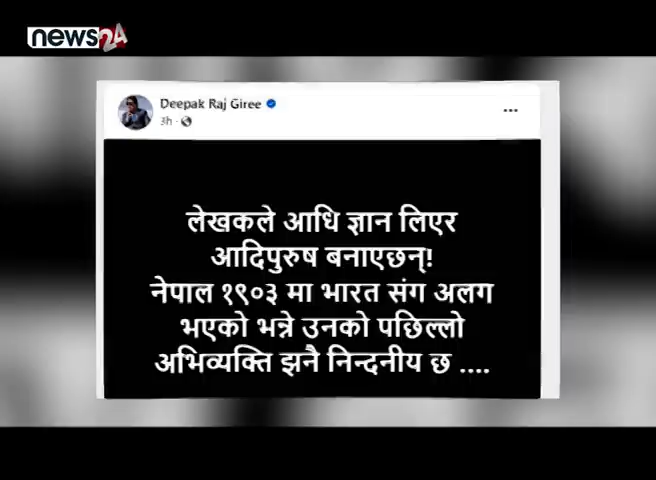 news24
Deepak Raj Giree
3h
लेखकले आधि ज्ञान लिएर
आदिपुरुष बनाएछन्!
नेपाल १९०३ मा भारत संग अलग
भएको भन्ने उनको पछिल्लो
अभिव्यक्ति झनै निन्दनीय छ ....